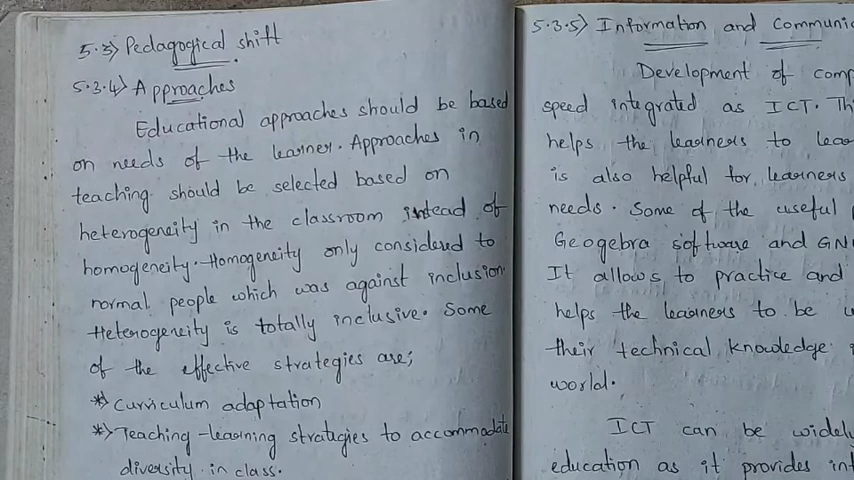 5.3) Pedagogical shift
5.3.4) Approaches
Educational approaches should be based
on needs of the learner. Approaches in
teaching should be selected based on
heterogeneity in the classroom instead of
homogeneity. Homogeneity only considered to
normal people which was against inclusion
Heterogeneity is totally inclusive. Some
of the effective strategies are;
*) Curriculum adaptation
*) Teaching-learning strategies to accommodate
diversity in class.
5.3.5) Information and
Development of
speed integrated as ICT.
helps the learners to
is also helpful for learners
needs. Some of the useful
Geogebra software and
It allows to practice and
helps the learners to be
their technical knowledge
world.
ICT can be widely
education as it provides